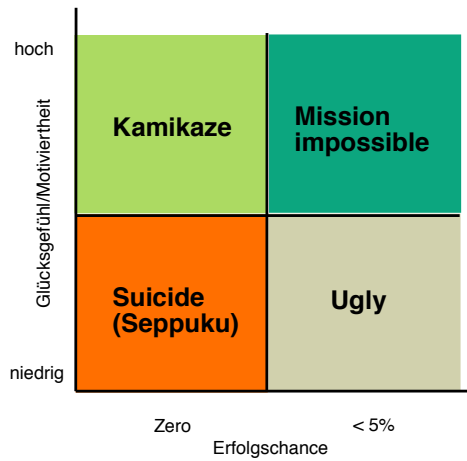 hoch
Glücksgefühl/Motiviertheit
niedrig
Kamikaze
Mission
impossible
Suicide
(Seppuku)
Ugly
Zero
< 5%
Erfolgschance